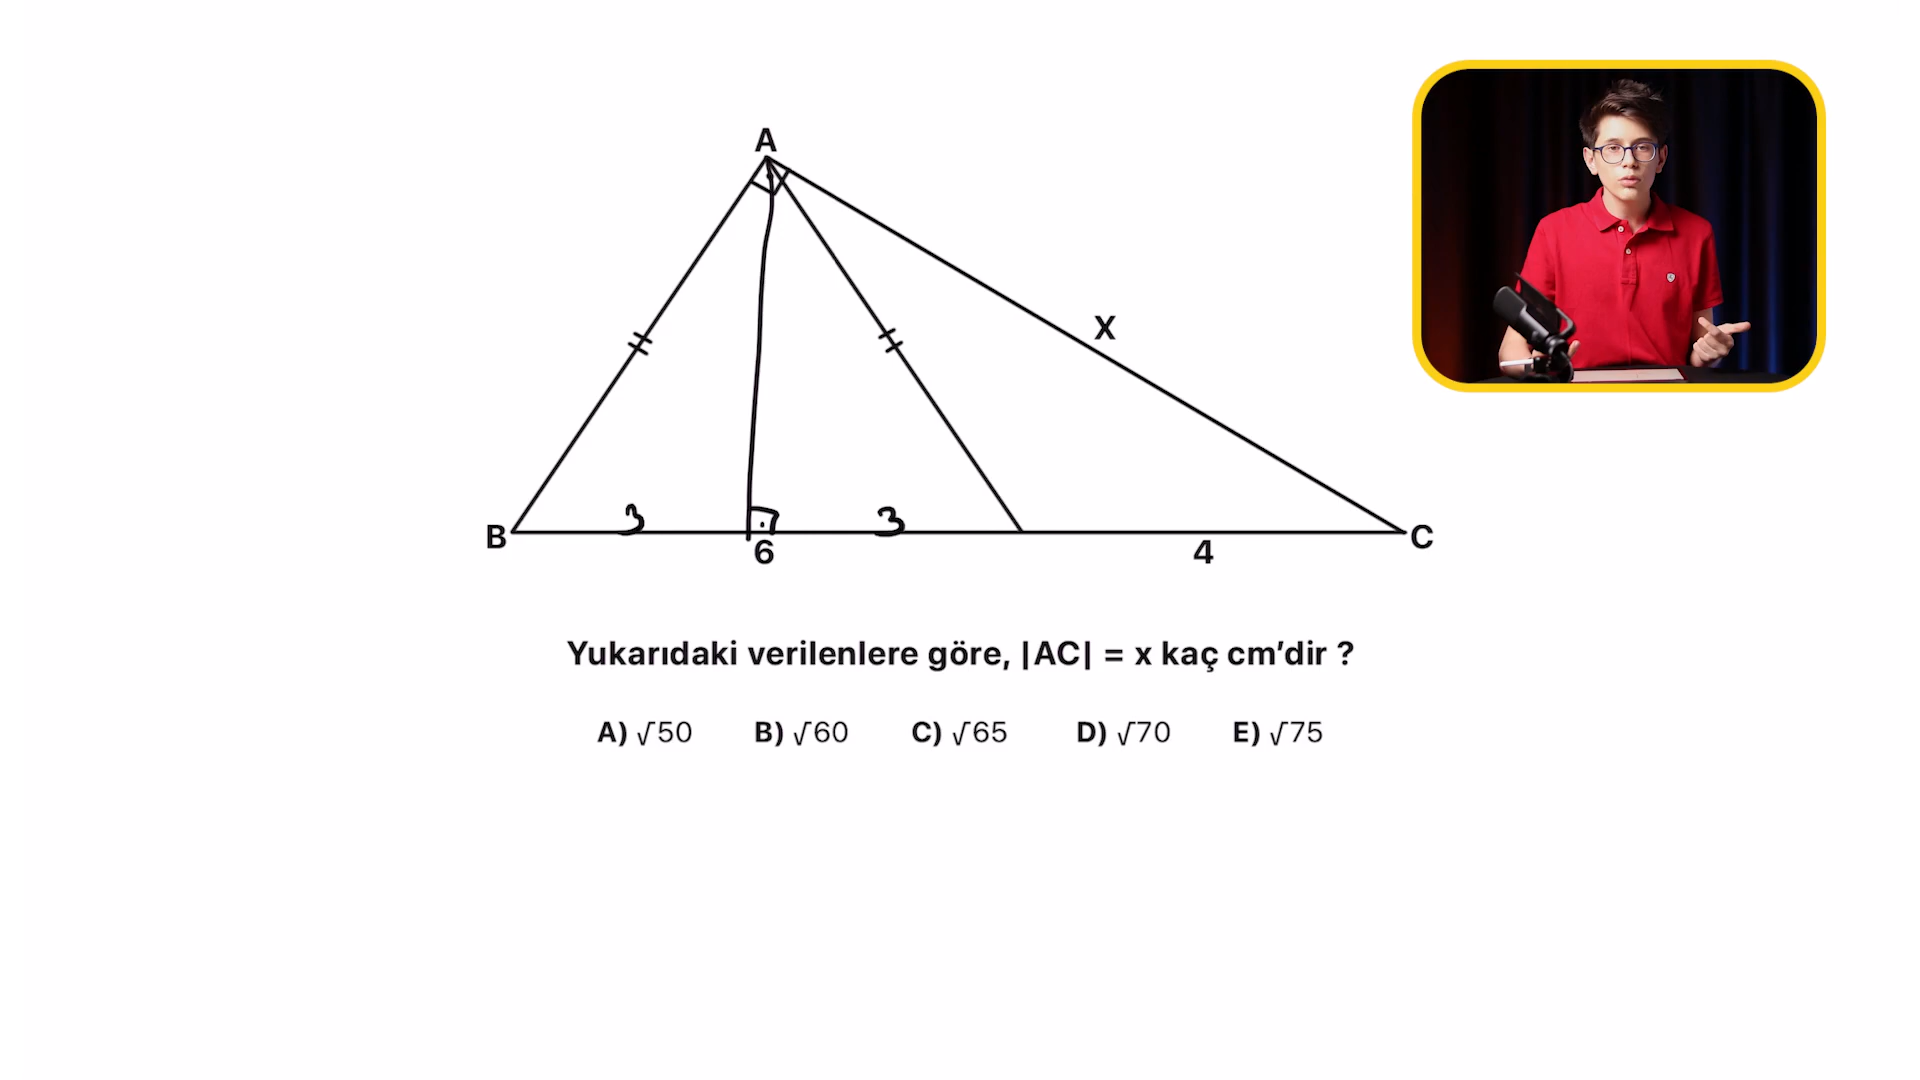 A
X
B
3
3
C
6
4
Yukarıdaki verilenlere göre, |AC| = x kaç cm'dir ?
A) √50 B) √60 C) √65 D) √70 E) √75